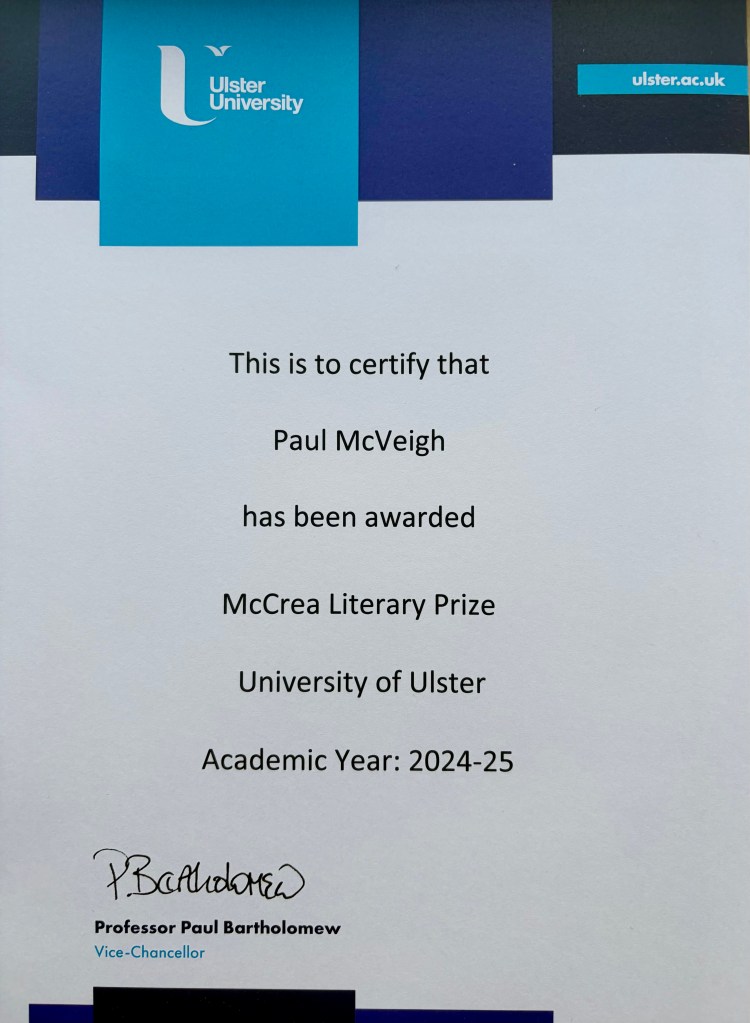 Ulster
University
ulster.ac.uk
This is to certify that
Paul McVeigh
has been awarded
McCrea Literary Prize
University of Ulster
Academic Year: 2024-25
P Bartholomew
Professor Paul Bartholomew
Vice-Chancellor